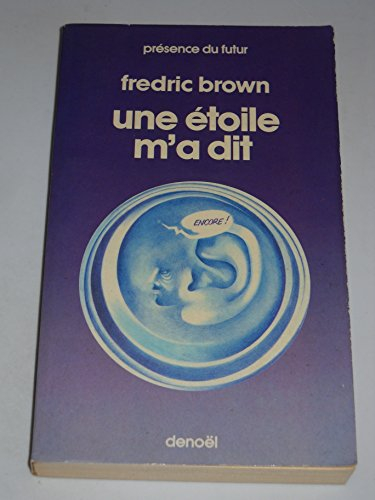 présence du futur
fredric brown
une étoile
m'a dit
ENCORE!
denoël